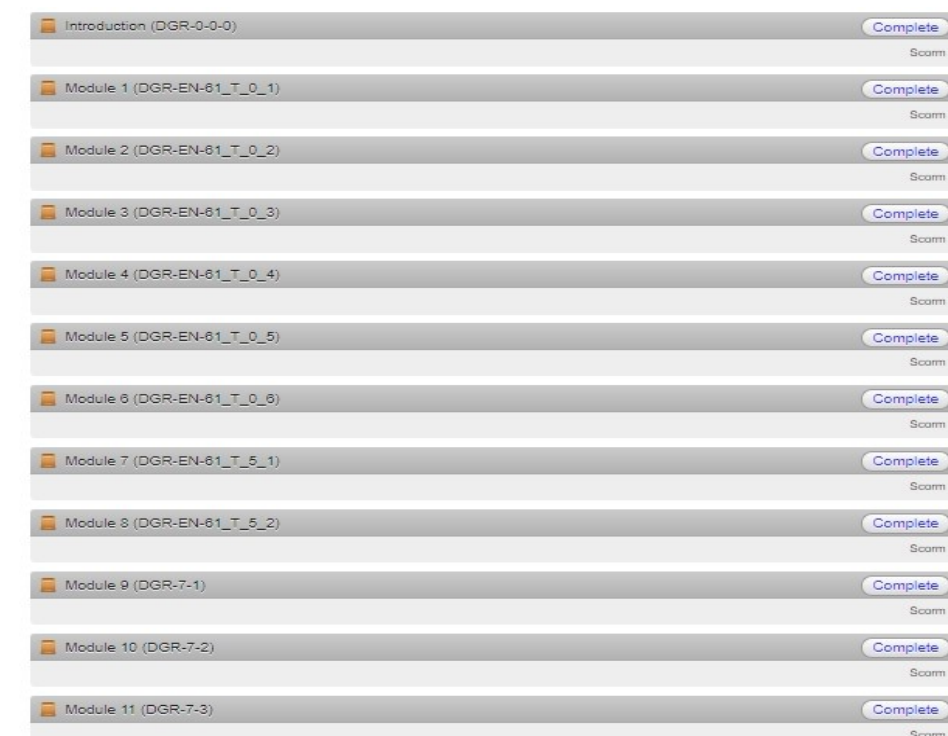 Introduction (DGR-0-0-0) Complete
Scorm
Module 1 (DGR-EN-61_T_0_1) Complete
Scorm
Module 2 (DGR-EN-61_T_0_2) Complete
Scorm
Module 3 (DGR-EN-61_T_0_3) Complete
Scorm
Module 4 (DGR-EN-61_T_0_4) Complete
Scorm
Module 5 (DGR-EN-61_T_0_5) Complete
Scorm
Module 6 (DGR-EN-61_T_0_6) Complete
Scorm
Module 7 (DGR-EN-61_T_5_1) Complete
Scorm
Module 8 (DGR-EN-61_T_5_2) Complete
Scorm
Module 9 (DGR-7-1) Complete
Scorm
Module 10 (DGR-7-2) Complete
Scorm
Module 11 (DGR-7-3) Complete
Scorm